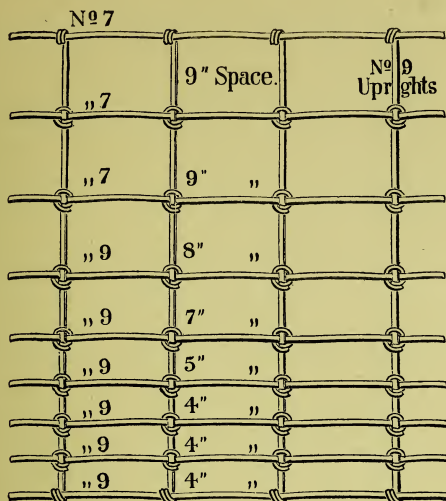 Nº 7
9" Space.
Nº 9
Uprights
„ 7
„ 7 9" „
„ 9 8" „
„ 9 7" „
„ 9 5" „
„ 9 4" „
„ 9 4" „
„ 9 4" „